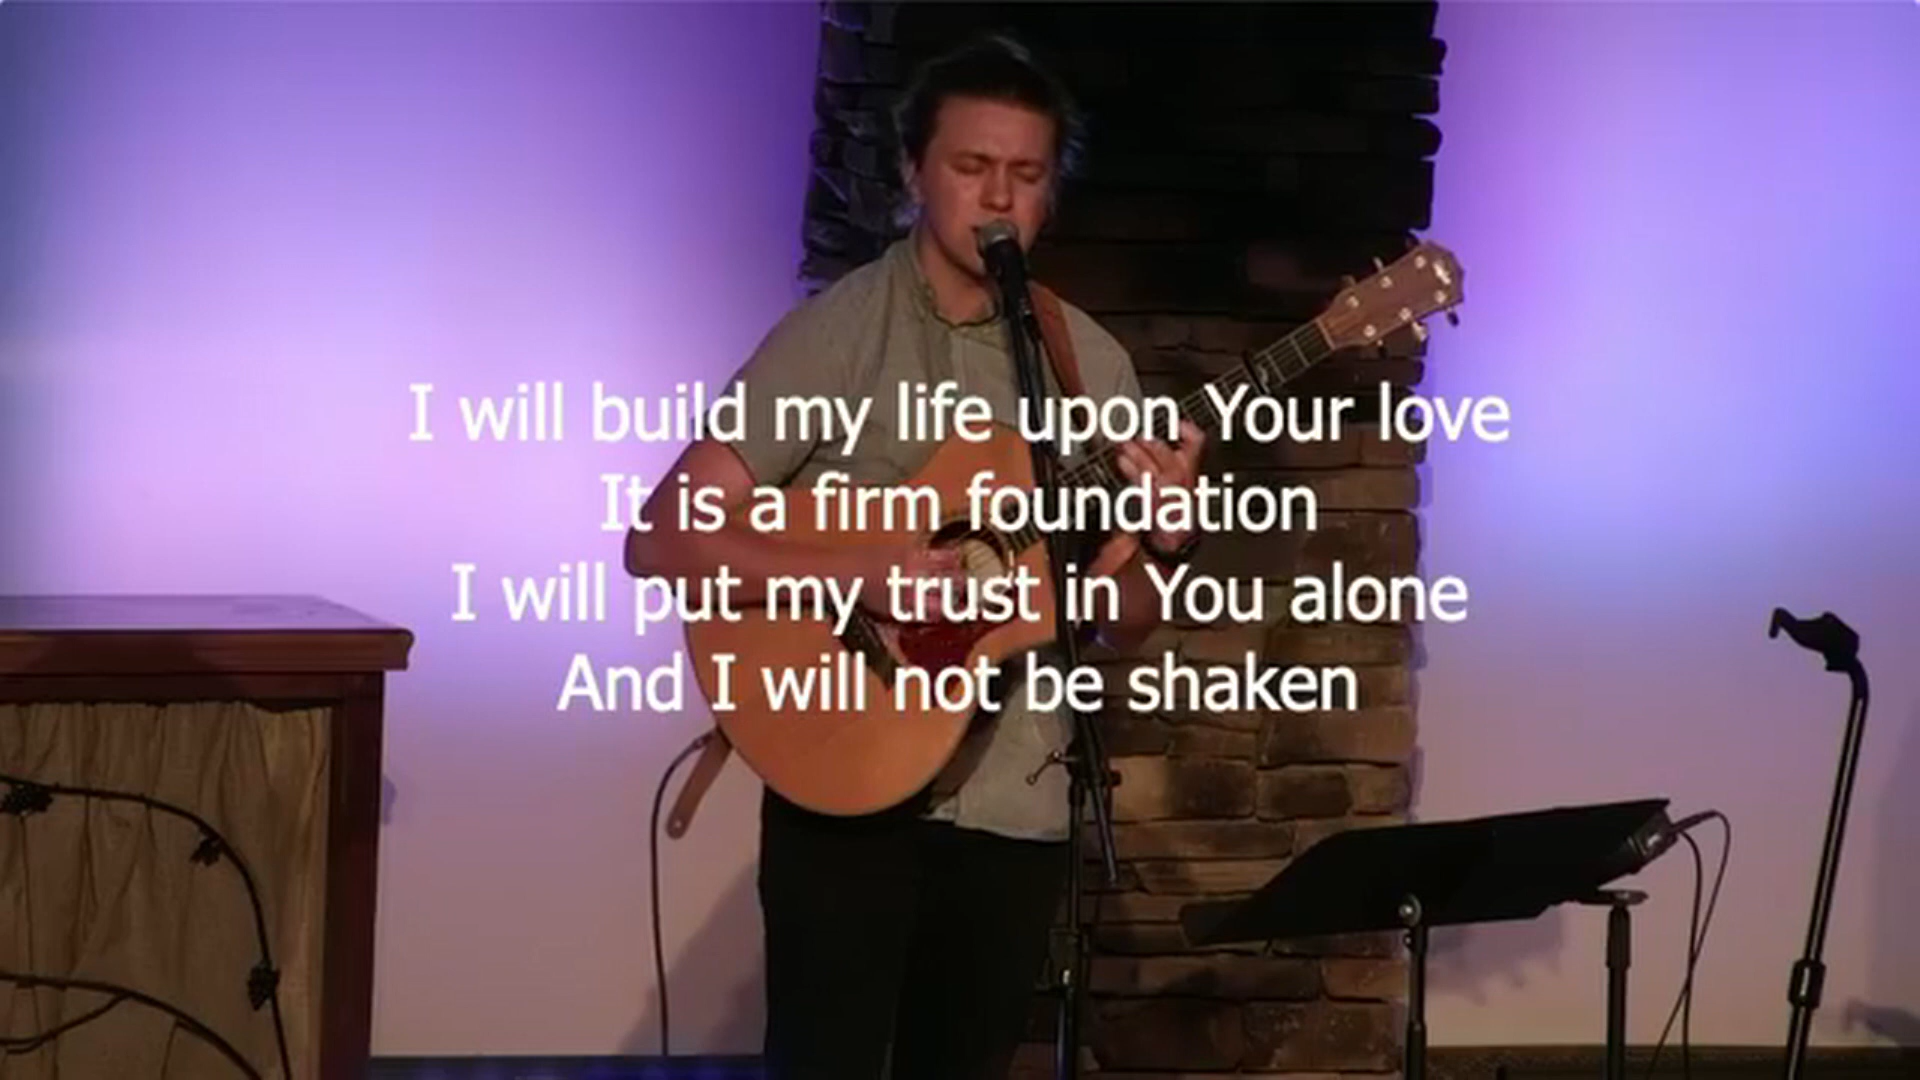 I will build my life upon Your love
It is a firm foundation
I will put my trust in You alone
And I will not be shaken